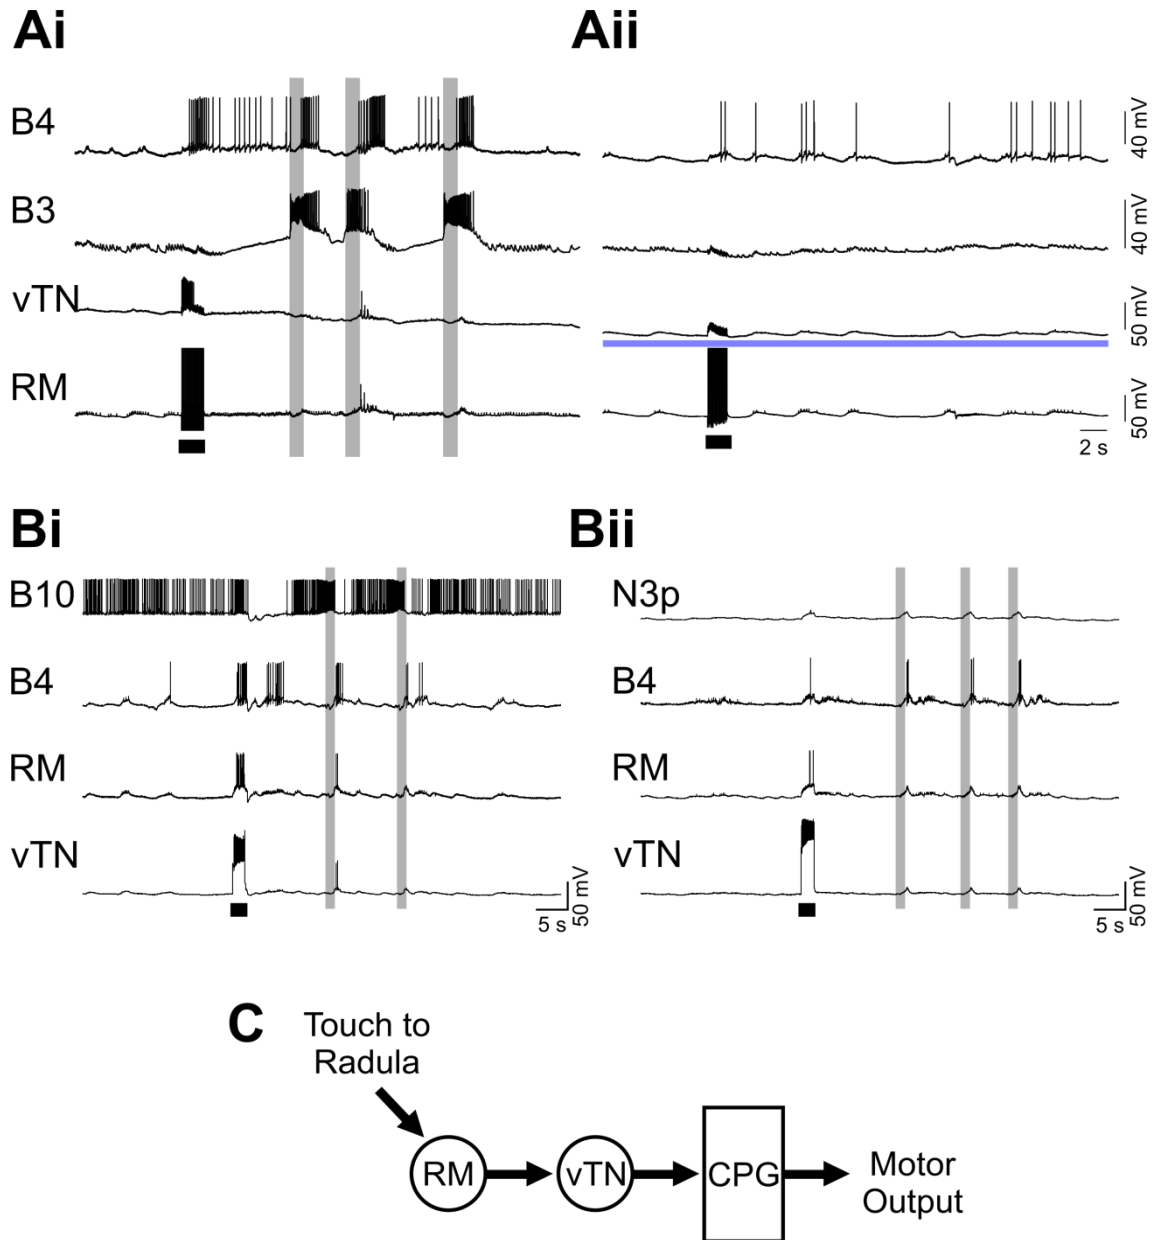 Ai
Aii
B4
40 mV
B3
40 mV
vTN
50 mV
RM
50 mV
2 s
Bi
Bii
B10
N3p
B4
B4
RM
RM
vTN
vTN
5 s
50 mV
5 s
50 mV
C
Touch to
Radula
RM
vTN
CPG
Motor
Output